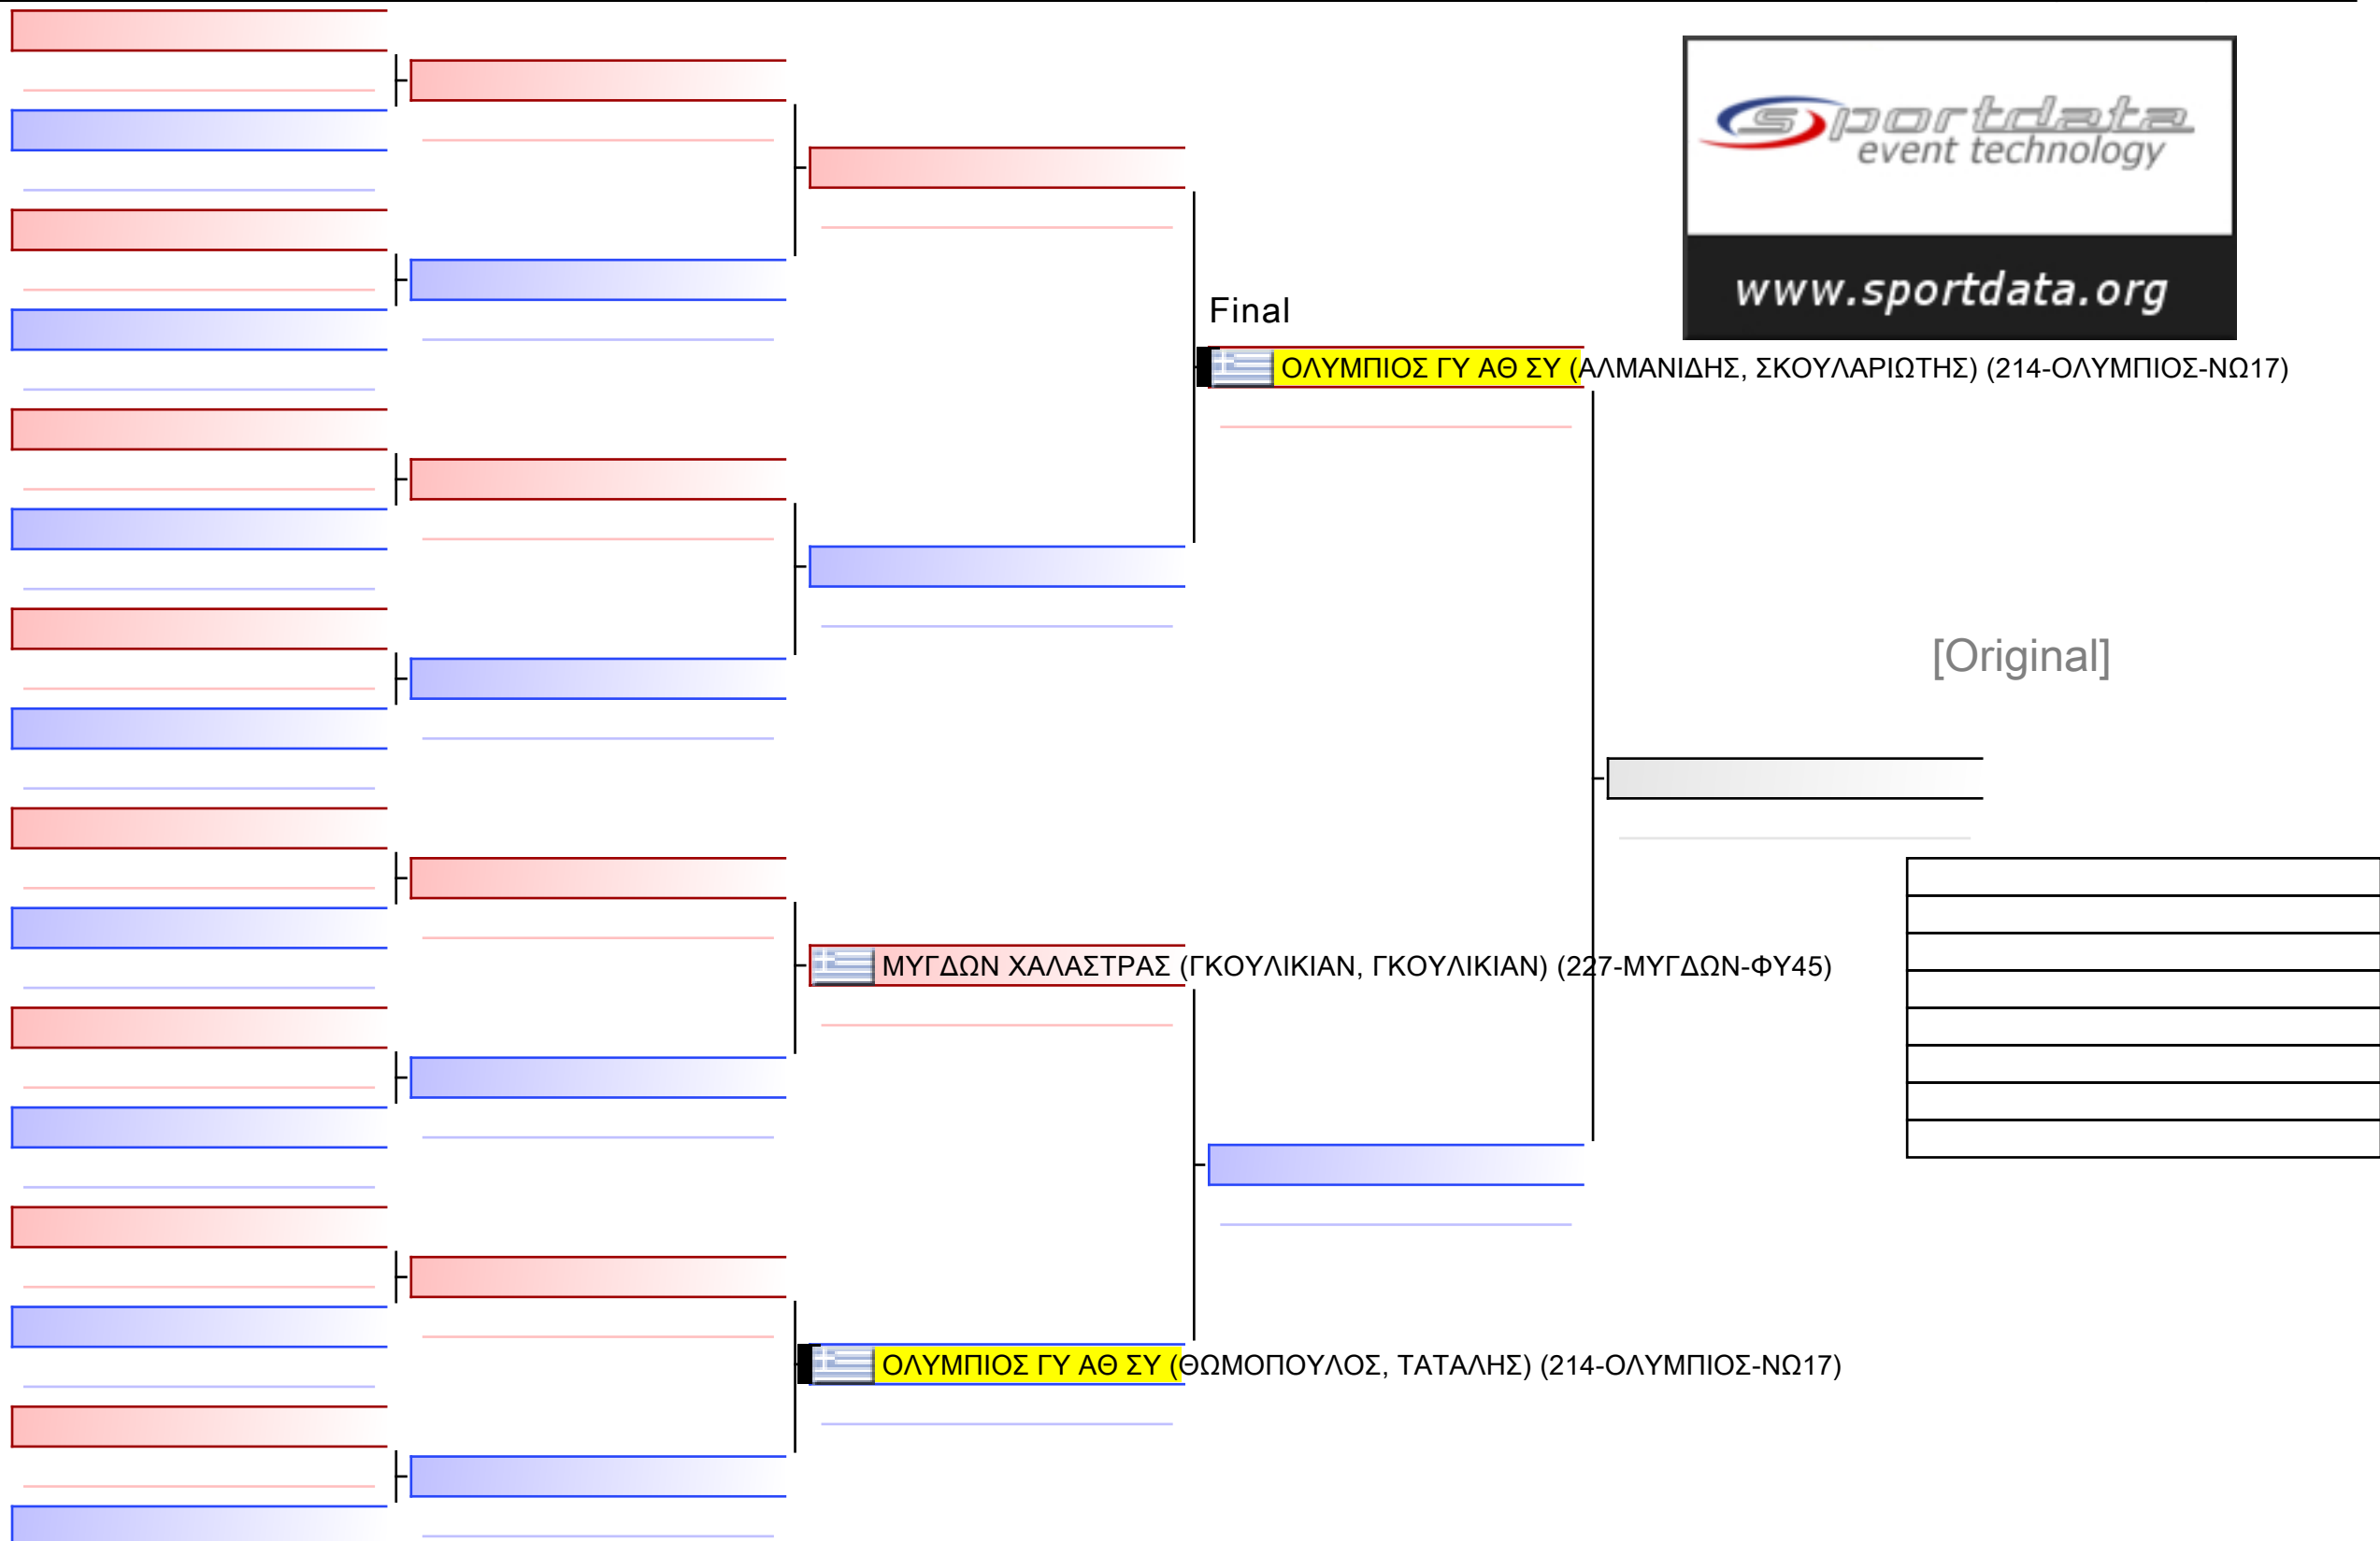 sportdata
event technology
www.sportdata.org
Final
ΟΛΥΜΠΙΟΣ ΓΥ ΑΘ ΣΥ (ΑΛΜΑΝΙΔΗΣ, ΣΚΟΥΛΑΡΙΩΤΗΣ) (214-ΟΛΥΜΠΙΟΣ-ΝΩ17)
[Original]
ΜΥΓΔΩΝ ΧΑΛΑΣΤΡΑΣ (ΓΚΟΥΛΙΚΙΑΝ, ΓΚΟΥΛΙΚΙΑΝ) (227-ΜΥΓΔΩΝ-ΦΥ45)
ΟΛΥΜΠΙΟΣ ΓΥ ΑΘ ΣΥ (ΘΩΜΟΠΟΥΛΟΣ, ΤΑΤΑΛΗΣ) (214-ΟΛΥΜΠΙΟΣ-ΝΩ17)